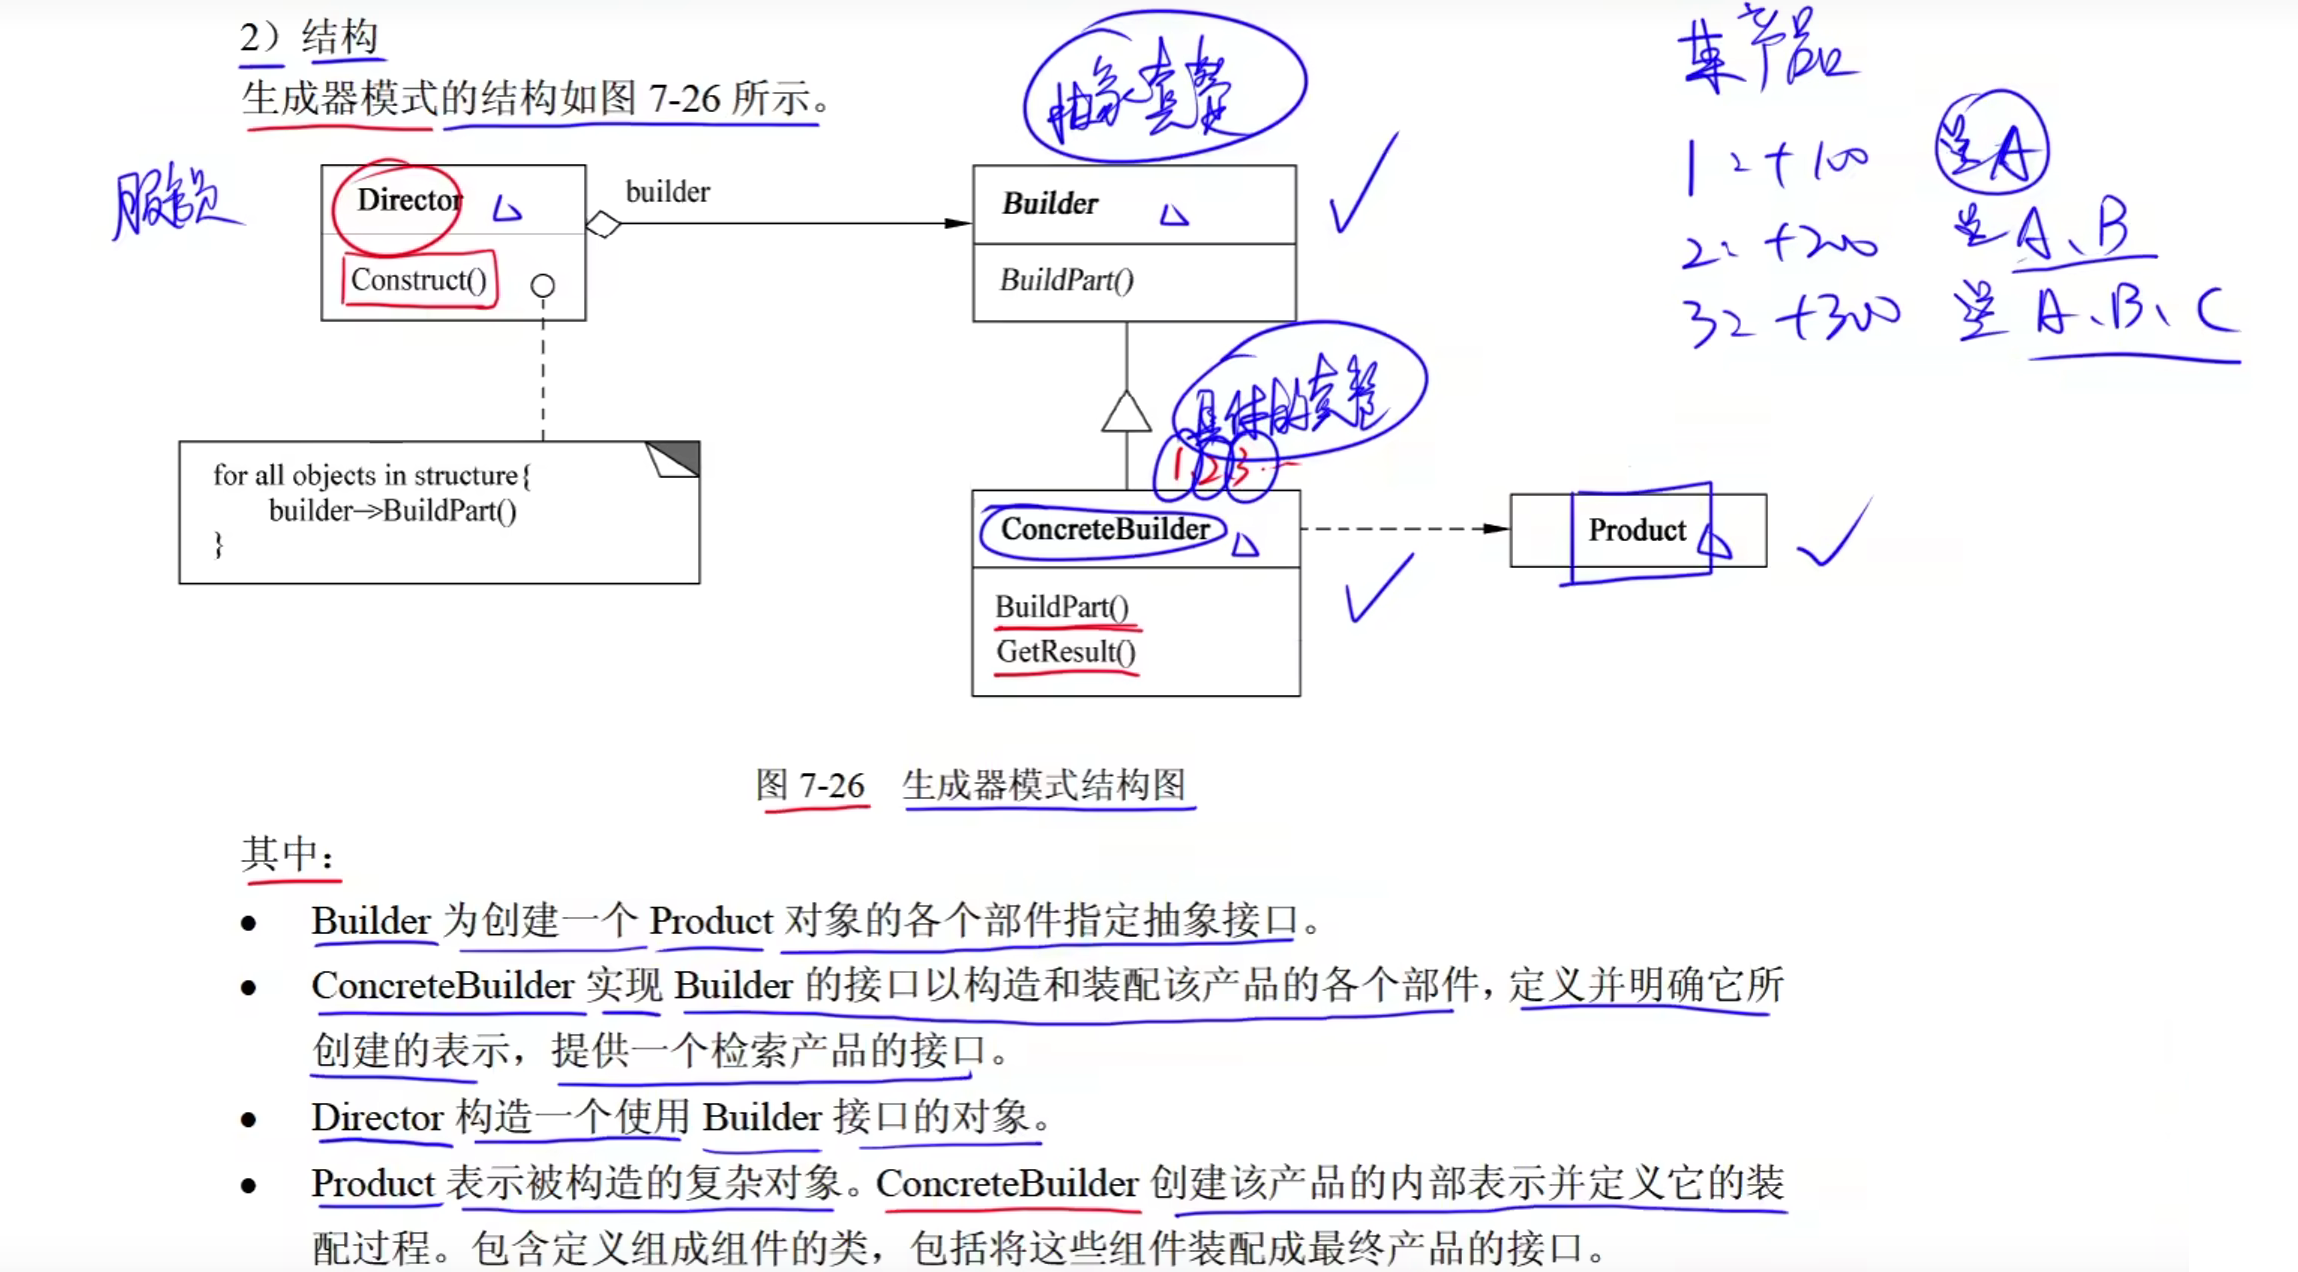 2）结构
生成器模式的结构如图 7-26 所示。
抽象套餐
某产品
服务员
Director
Construct()
builder
Builder
BuildPart()
1 : +100 A
2: +200 A、B
3: +300 A、B、C
具体的套餐
1 2 3
for all objects in structure{
builder->BuildPart()
}
ConcreteBuilder
BuildPart()
GetResult()
Product
图 7-26 生成器模式结构图
其中：
● Builder 为创建一个 Product 对象的各个部件指定抽象接口。
● ConcreteBuilder 实现 Builder 的接口以构造和装配该产品的各个部件，定义并明确它所
创建的表示，提供一个检索产品的接口。
● Director 构造一个使用 Builder 接口的对象。
● Product 表示被构造的复杂对象。ConcreteBuilder 创建该产品的内部表示并定义它的装
配过程。包含定义组成组件的类，包括将这些组件装配成最终产品的接口。